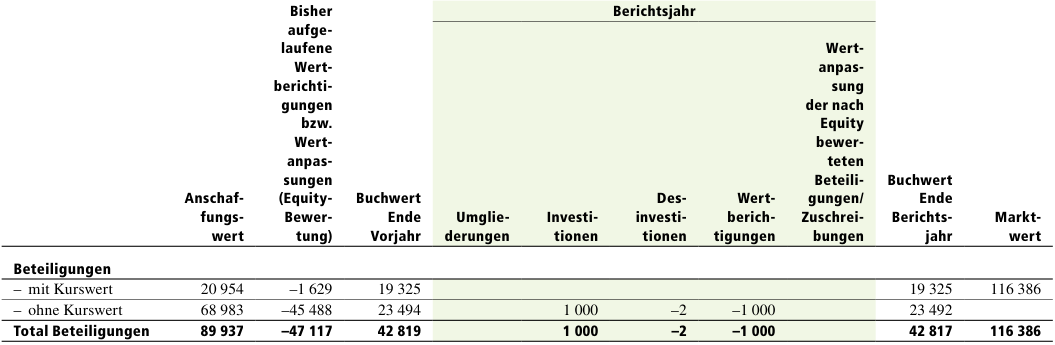 Berichtsjahr
Anschaf-
fungs-
wert
Bisher
aufge-
laufene
Wert-
berichti-
gungen
bzw.
Wert-
anpas-
sungen
(Equity-
Bewer-
tung)
Buchwert
Ende
Vorjahr
Umglie-
derungen
Investi-
tionen
Des-
investi-
tionen
Wert-
berich-
tigungen
Wert-
anpas-
sung
der nach
Equity
bewer-
teten
Beteili-
gungen/
Zuschrei-
bungen
Buchwert
Ende
Berichts-
jahr
Markt-
wert
Beteiligungen
– mit Kurswert 20 954 –1 629 19 325 19 325 116 386
– ohne Kurswert 68 983 –45 488 23 494 1 000 –2 –1 000 23 492
Total Beteiligungen 89 937 –47 117 42 819 1 000 –2 –1 000 42 817 116 386